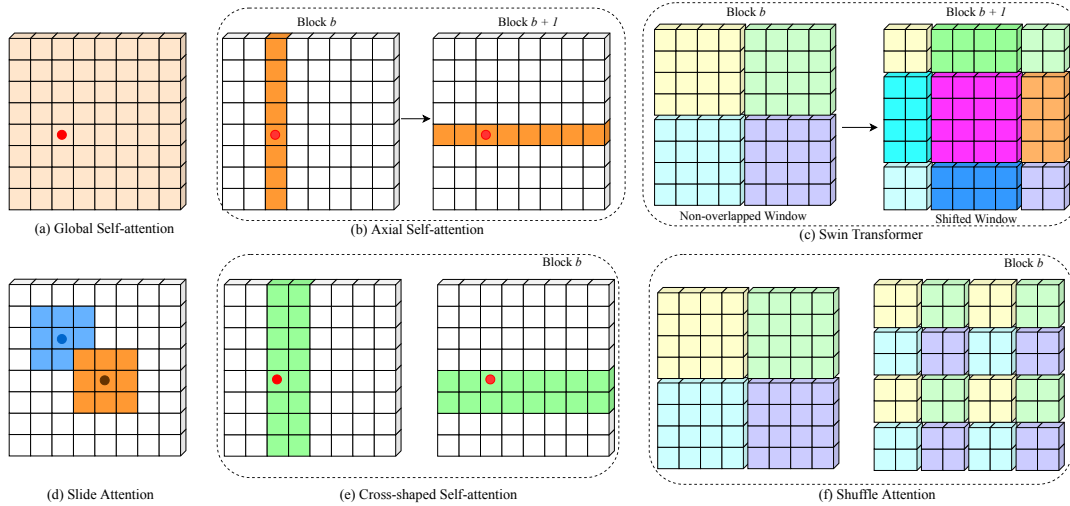 Block b
Block b + 1
Block b
Block b + 1
(a) Global Self-attention
(b) Axial Self-attention
Non-overlapped Window
Shifted Window
(c) Swin Transformer
Block b
Block b
(d) Slide Attention
(e) Cross-shaped Self-attention
(f) Shuffle Attention